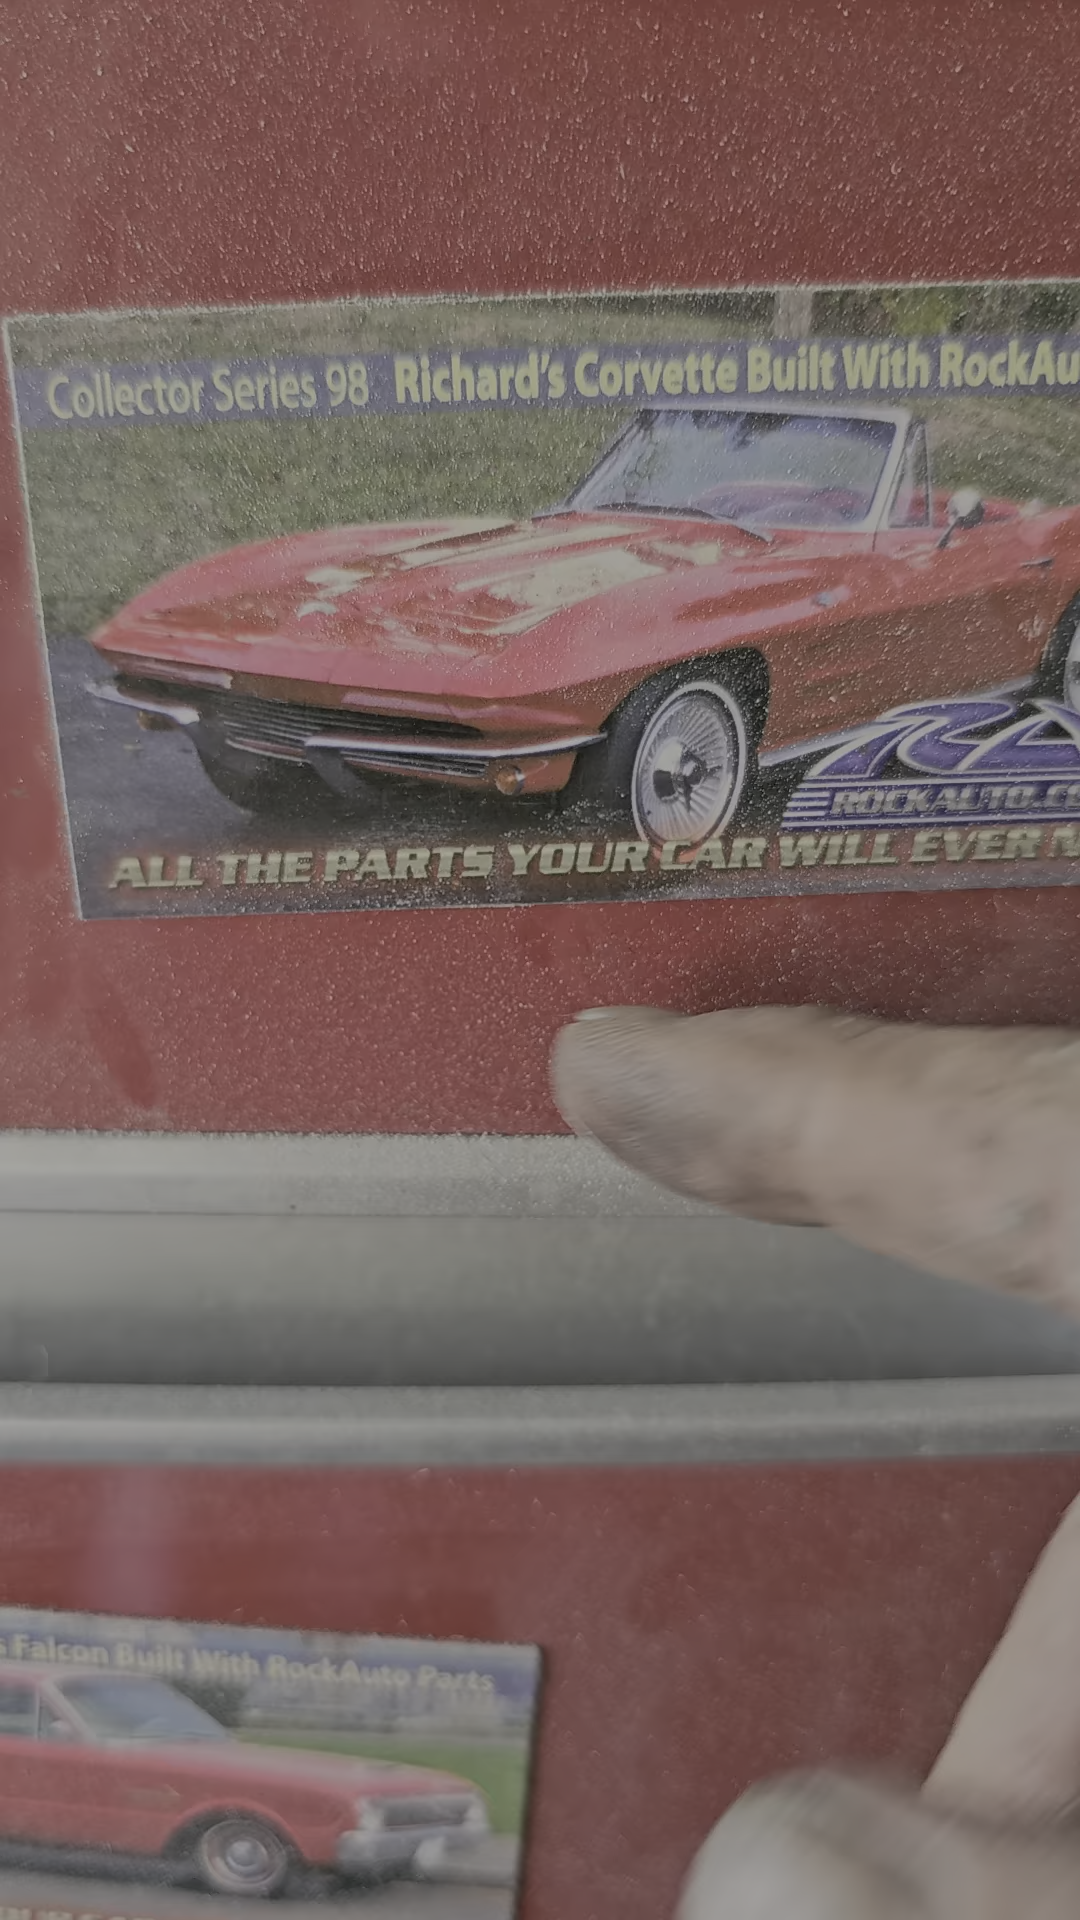 Collector Series 98 Richard's Corvette Built With RockAu
ROCKAUTO.CO
ALL THE PARTS YOUR CAR WILL EVER N
s Falcon Built With RockAuto Parts